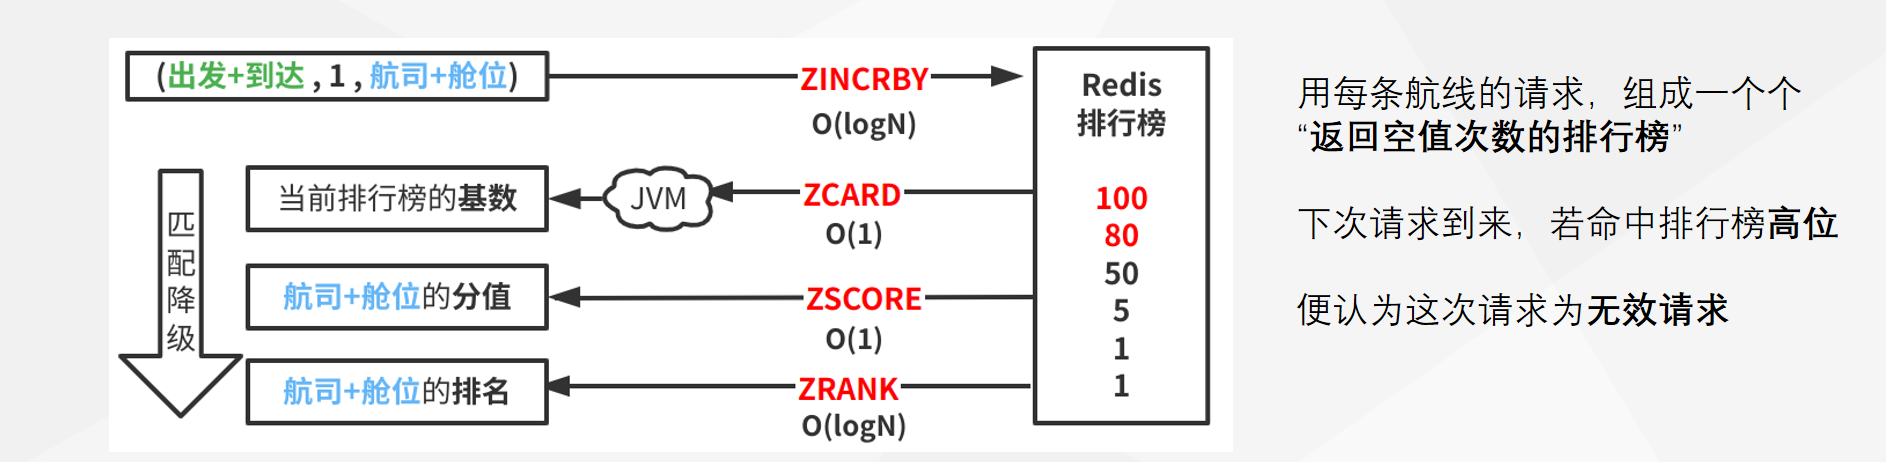 (出发+到达 , 1 , 航司+舱位)
ZINCRBY
O(logN)
Redis
排行榜
100
80
50
5
1
1
匹配降级
当前排行榜的基数
JVM
ZCARD
O(1)
航司+舱位的分值
ZSCORE
O(1)
航司+舱位的排名
ZRANK
O(logN)
用每条航线的请求，组成一个个
“返回空值次数的排行榜”
下次请求到来，若命中排行榜高位
便认为这次请求为无效请求